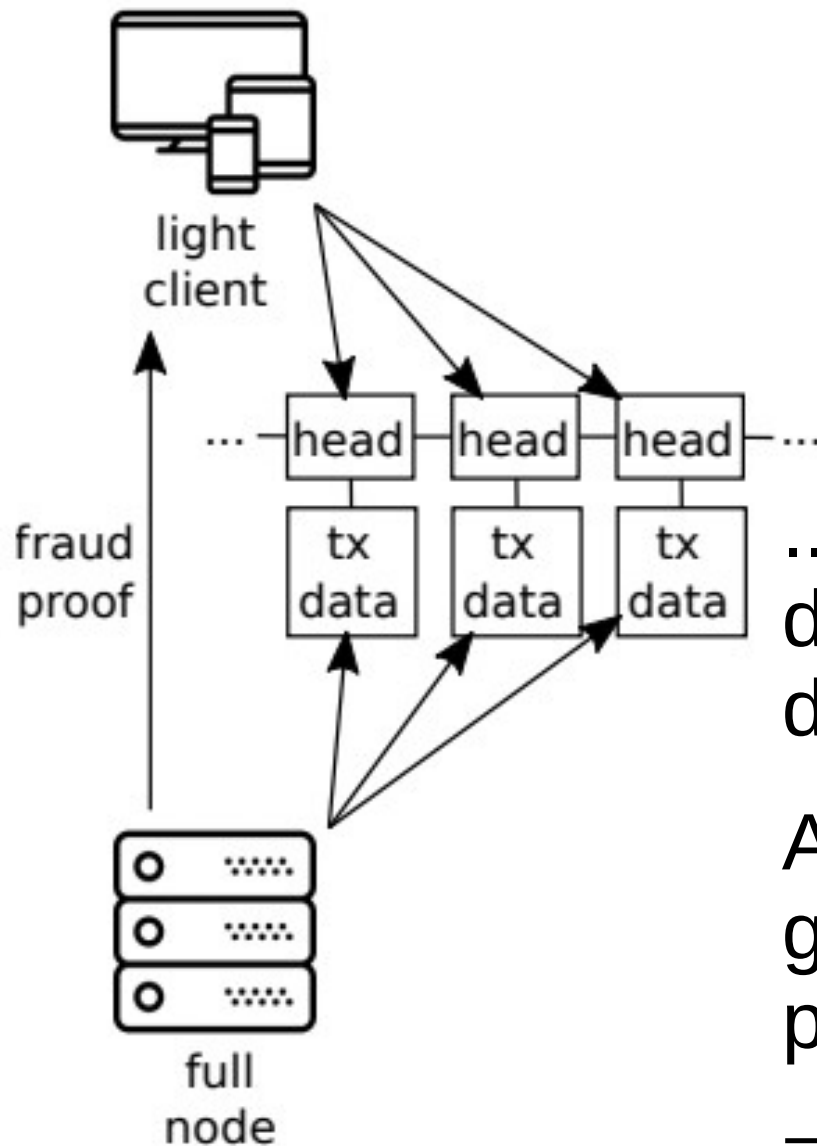 light
client
... head head head ...
fraud
proof
tx
data
tx
data
tx
data
full
node